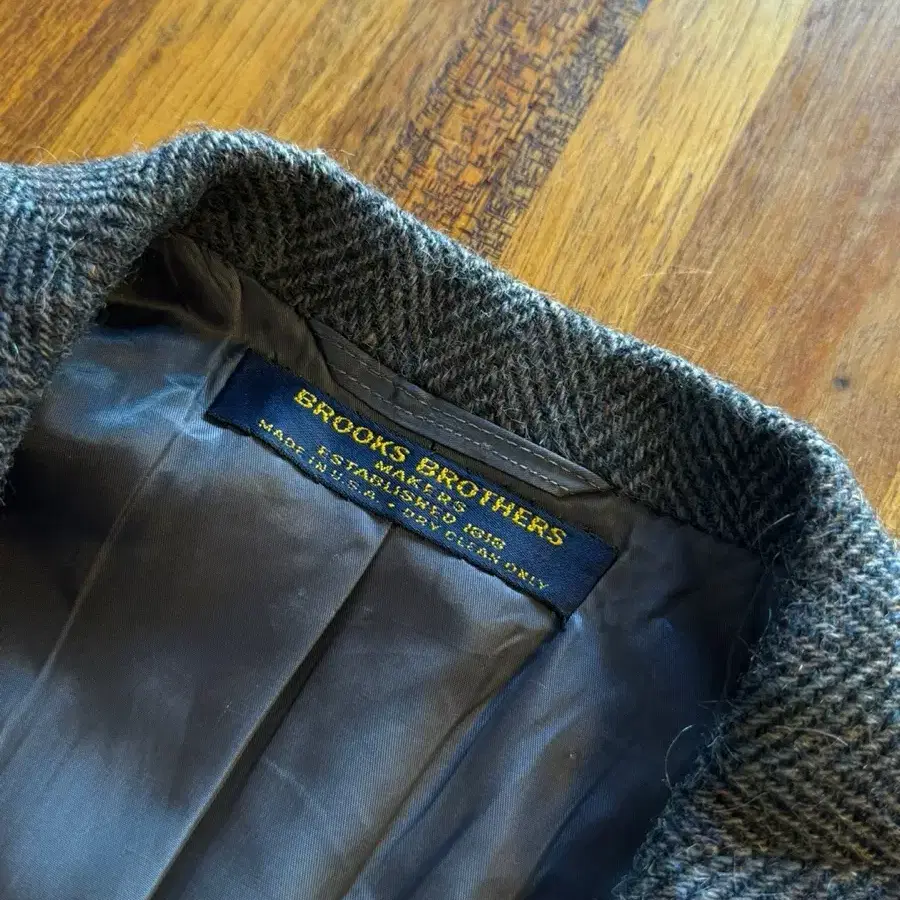 BROOKS BROTHERS
MAKERS
ESTABLISHED 1818
MADE IN U.S.A. • DRY CLEAN ONLY